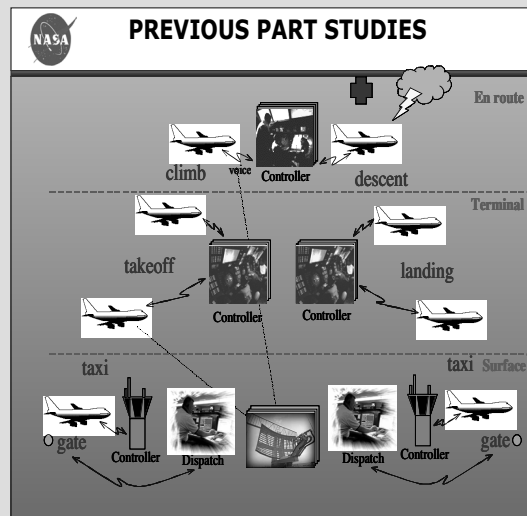 NASA
PREVIOUS PART STUDIES
En route
climb
voice
Controller
descent
Terminal
takeoff
landing
Controller
Controller
taxi
taxi
Surface
gate
Controller
Dispatch
Dispatch
Controller
gate